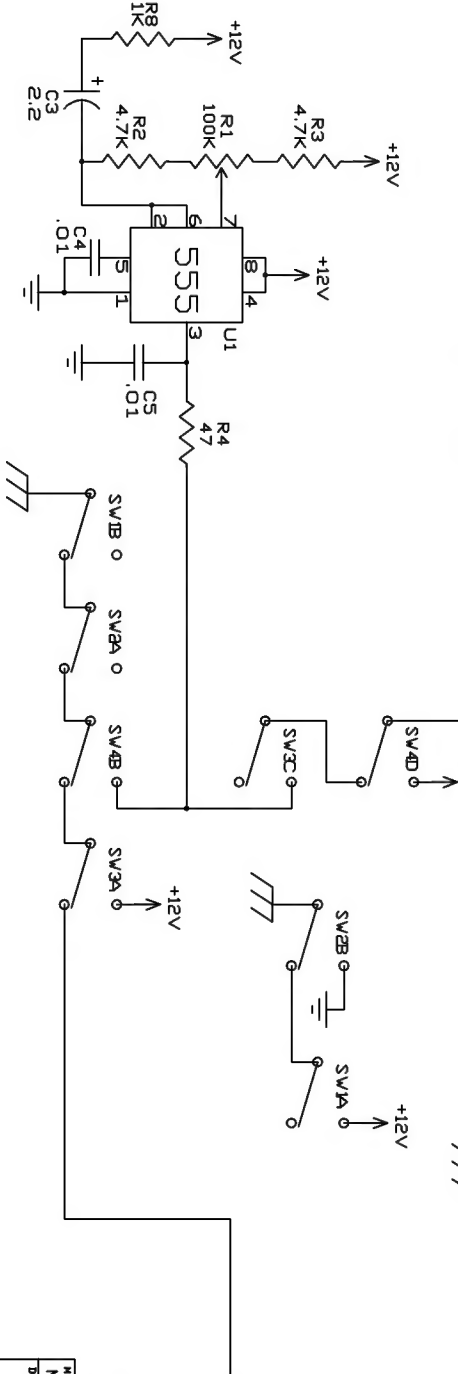 +12V
R8
1K
C3
2.2
+
+12V
R3
4.7K
R1
100K
R2
4.7K
+12V
7
6
2
8
4
5
1
3
555
U1
C4
.01
C5
.01
R4
47
SW1B
SW2A
SW4B
SW3A
+12V
SW3C
SW4D
SW2B
SW1A
+12V